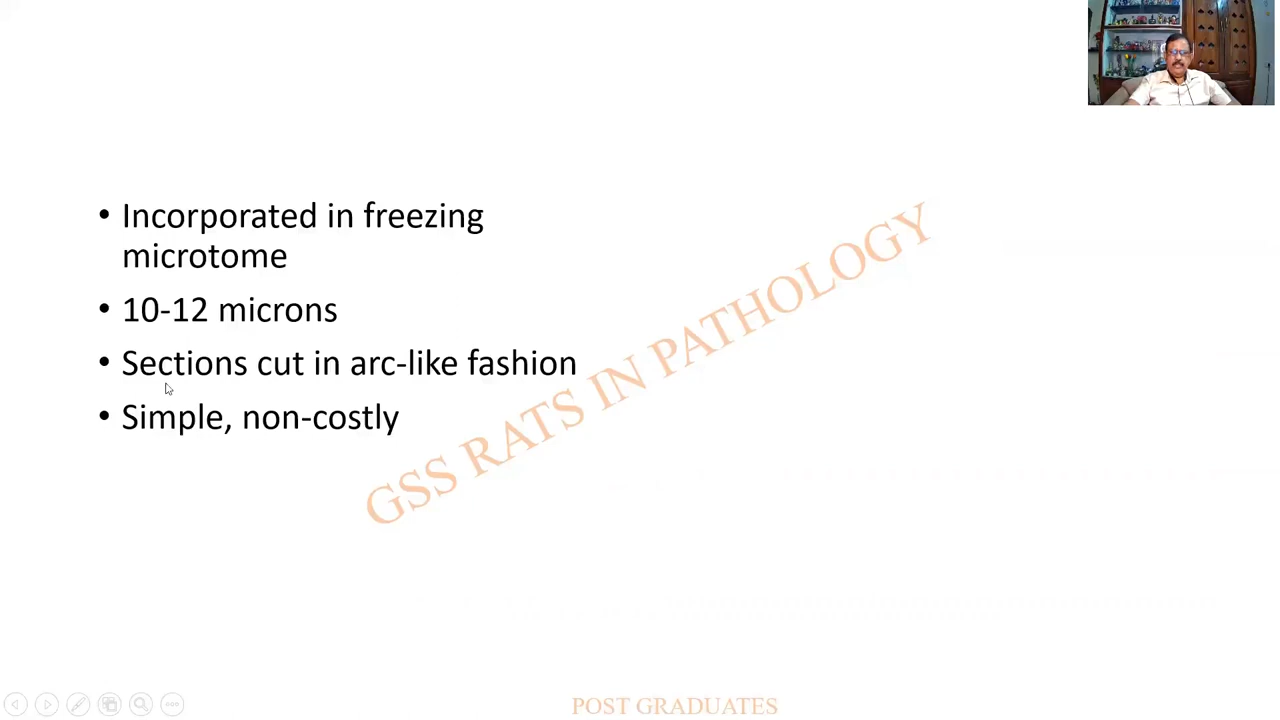 • Incorporated in freezing
microtome
• 10-12 microns
• Sections cut in arc-like fashion
• Simple, non-costly
GSS RATS IN PATHOLOGY
POST GRADUATES